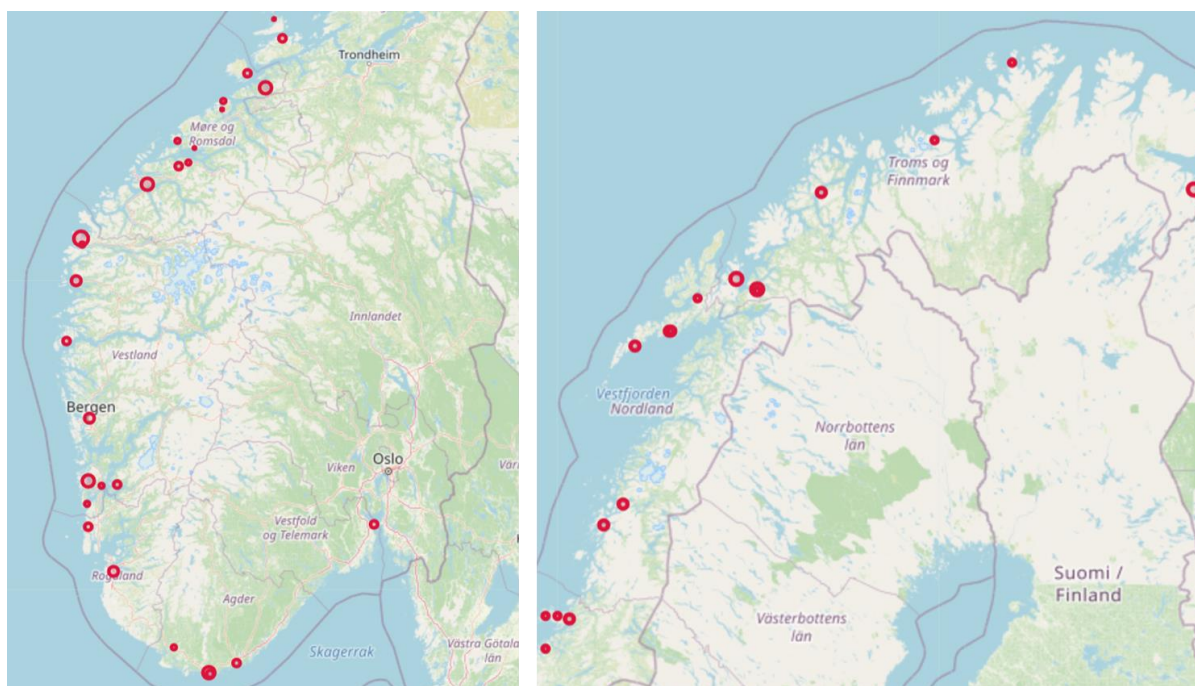 Trondheim
Møre og
Romsdal
Innlandet
Vestland
Bergen
Oslo
Viken
Vestfold
og Telemark
Rogaland
Agder
Skagerrak
Västra Götala
län
Troms og
Finnmark
Vestfjorden
Nordland
Norrbottens
län
Suomi /
Finland
Västerbottens
län